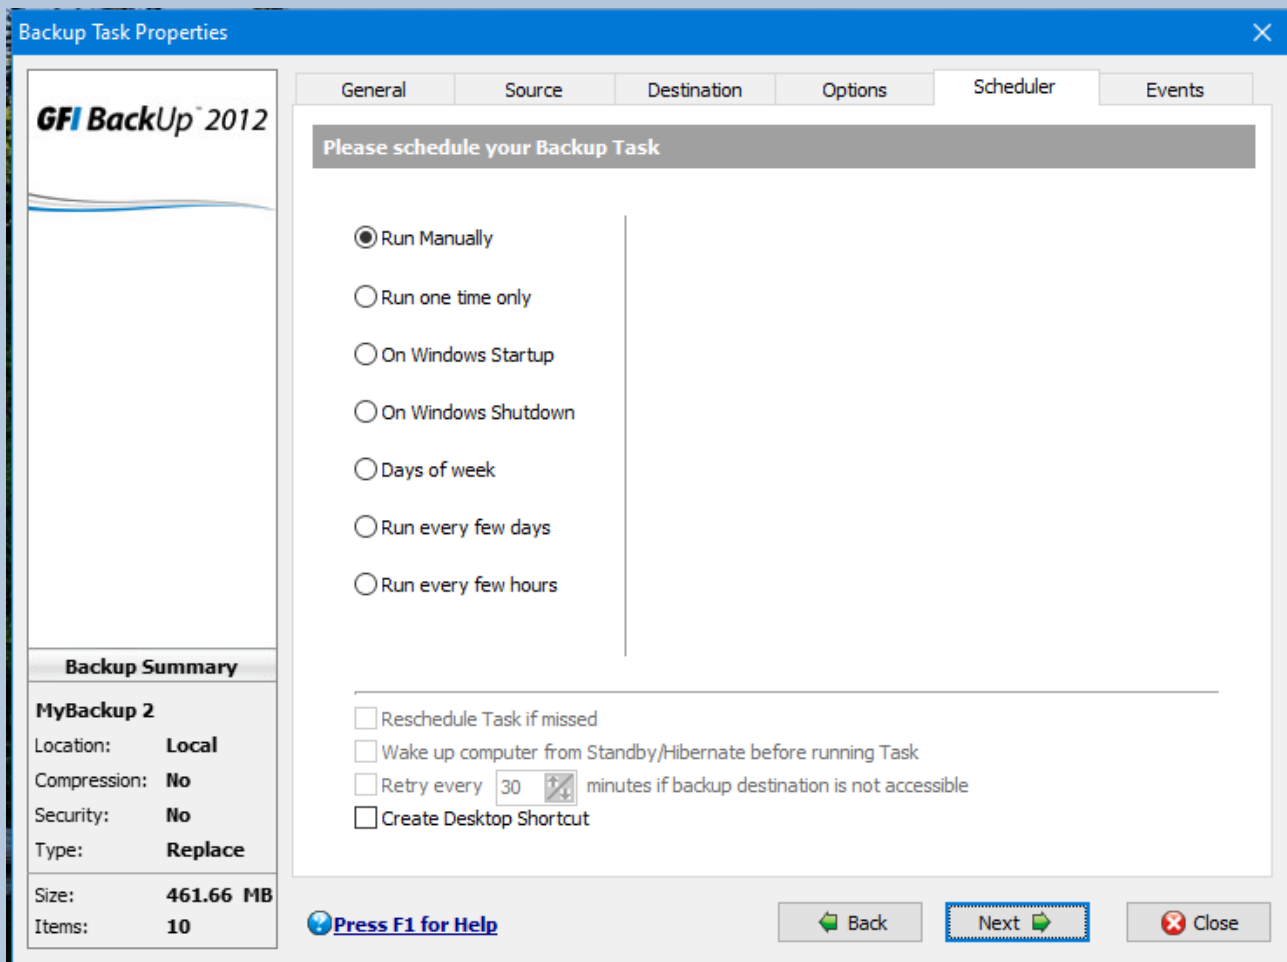 Backup Task Properties
GFI BackUp™ 2012
General Source Destination Options Scheduler Events
Please schedule your Backup Task
Run Manually
Run one time only
On Windows Startup
On Windows Shutdown
Days of week
Run every few days
Run every few hours
Reschedule Task if missed
Wake up computer from Standby/Hibernate before running Task
Retry every 30 minutes if backup destination is not accessible
Create Desktop Shortcut
Backup Summary
MyBackup 2
Location: Local
Compression: No
Security: No
Type: Replace
Size: 461.66 MB
Items: 10
Press F1 for Help
Back Next Close